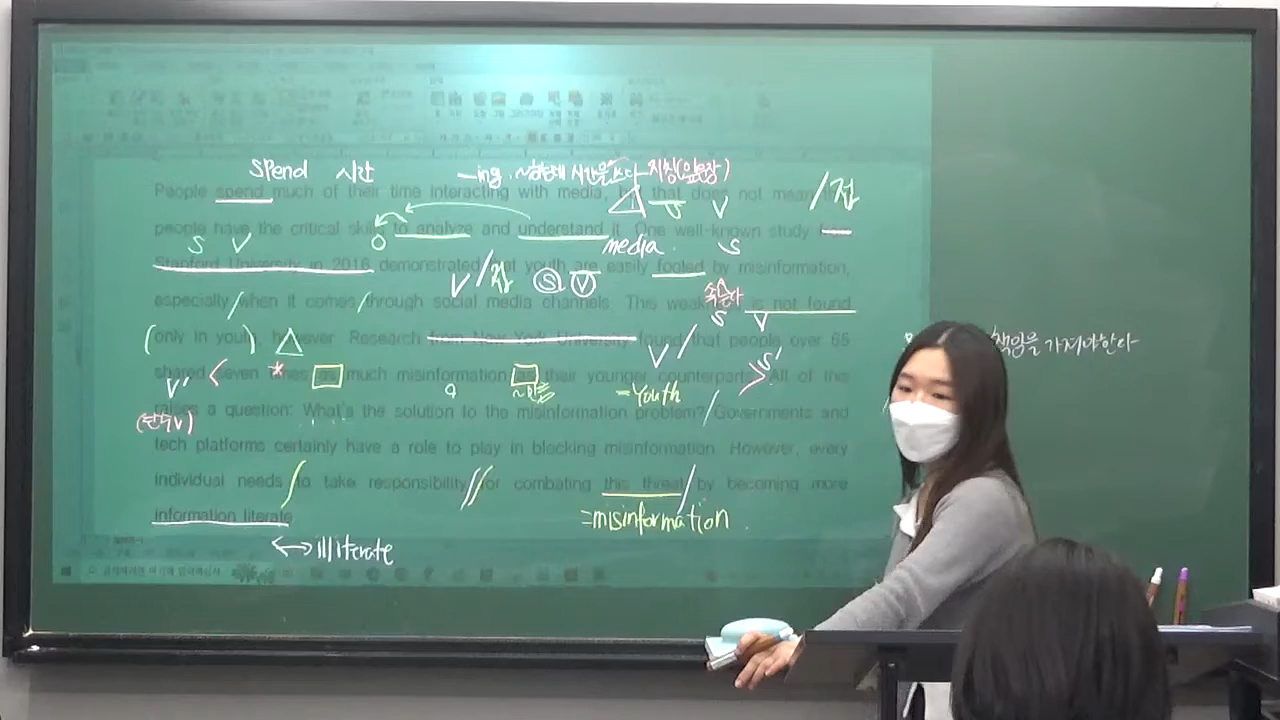 spend 시간 —ing ~하는데 시간을 쓰다 지칭(앞문장)
People spend much of their time interacting with media, but that does not mean
/접
people have the critical skills to analyze and understand it. One well-known study
S V O media S
Stanford University in 2016 demonstrated that youth are easily fooled by misinformation,
V /접 S V
속는다
especially when it comes through social media channels. This weakness is not found
S V
only in youth, however. Research from New York University found that people over 65
( ) V / S'
책임을 가져야한다
shared seven times as much misinformation as their younger counterparts. All of this
V' =Youth
raises a question: What's the solution to the misinformation problem? Governments and
(단수V)
tech platforms certainly have a role to play in blocking misinformation. However, every
individual needs to take responsibility for combating this threat by becoming more
information literate.
=misinformation
↔ illiterate